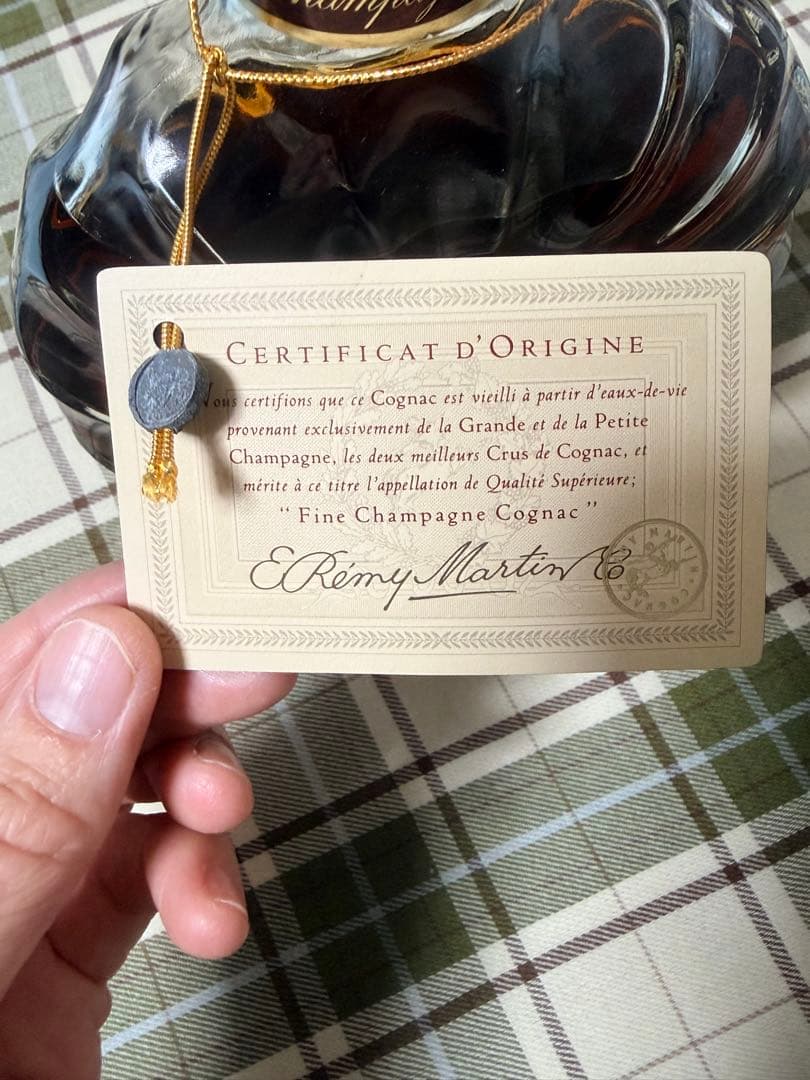 CERTIFICAT D'ORIGINE
Nous certifions que ce Cognac est vieilli à partir d'eaux-de-vie
provenant exclusivement de la Grande et de la Petite
Champagne, les deux meilleurs Crus de Cognac, et
mérite à ce titre l'appellation de Qualité Supérieure;
“ Fine Champagne Cognac ”
E Rémy Martin & Co